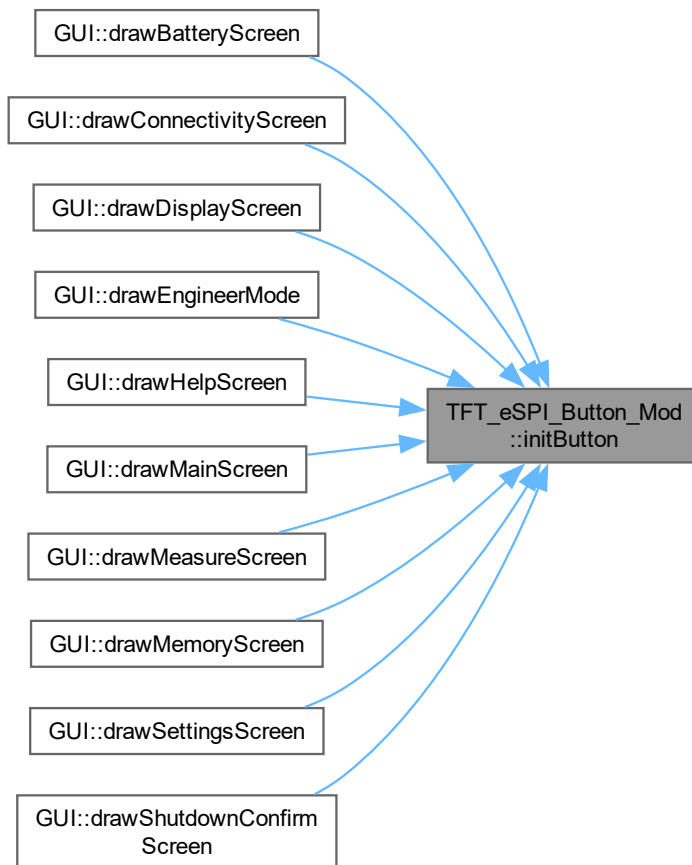 GUI::drawBatteryScreen
GUI::drawConnectivityScreen
GUI::drawDisplayScreen
GUI::drawEngineerMode
GUI::drawHelpScreen
GUI::drawMainScreen
GUI::drawMeasureScreen
GUI::drawMemoryScreen
GUI::drawSettingsScreen
GUI::drawShutdownConfirm
Screen
TFT_eSPI_Button_Mod
::initButton